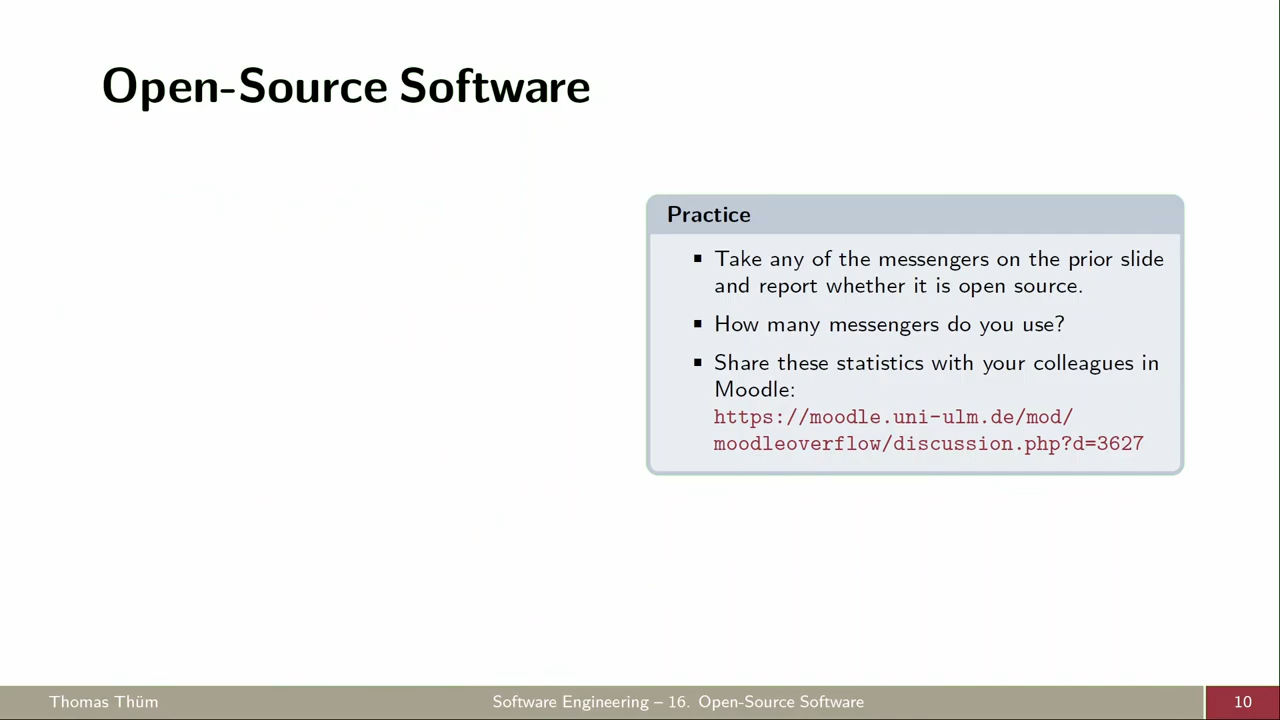 Open-Source Software
Practice
▪ Take any of the messengers on the prior slide
and report whether it is open source.
▪ How many messengers do you use?
▪ Share these statistics with your colleagues in
Moodle:
https://moodle.uni-ulm.de/mod/
moodleoverflow/discussion.php?d=3627
Thomas Thüm
Software Engineering – 16. Open-Source Software
10